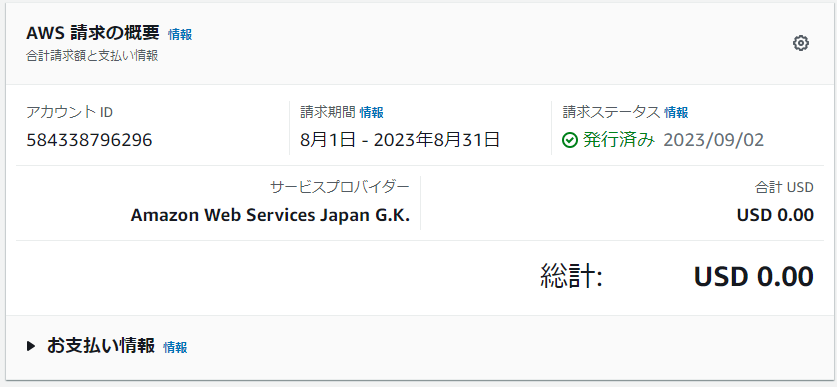 AWS 請求の概要 情報
合計請求額と支払い情報
アカウント ID
584338796296
請求期間 情報
8月1日 - 2023年8月31日
請求ステータス 情報
発行済み 2023/09/02
サービスプロバイダー
Amazon Web Services Japan G.K.
合計 USD
USD 0.00
総計: USD 0.00
お支払い情報 情報